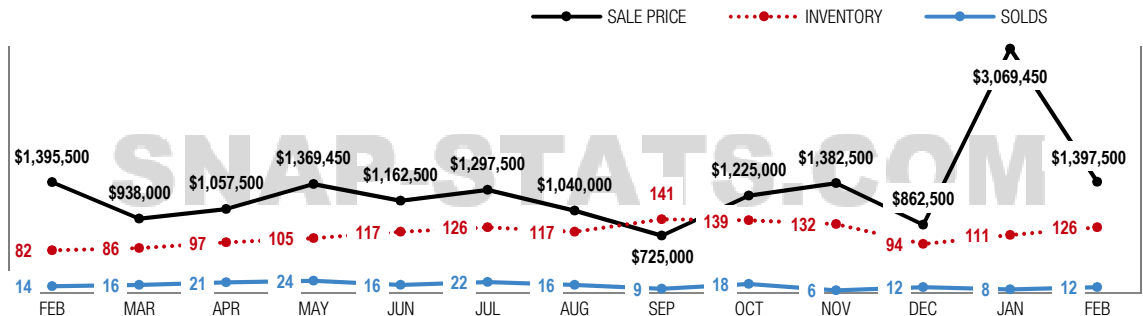 SALE PRICE INVENTORY SOLDS
SNAP-STATS.COM
$1,395,500 $938,000 $1,057,500 $1,369,450 $1,162,500 $1,297,500 $1,040,000 $725,000 $1,225,000 $1,382,500 $862,500 $3,069,450 $1,397,500
82 86 97 105 117 126 117 141 139 132 94 111 126
14 16 21 24 16 22 16 9 18 6 12 8 12
FEB MAR APR MAY JUN JUL AUG SEP OCT NOV DEC JAN FEB